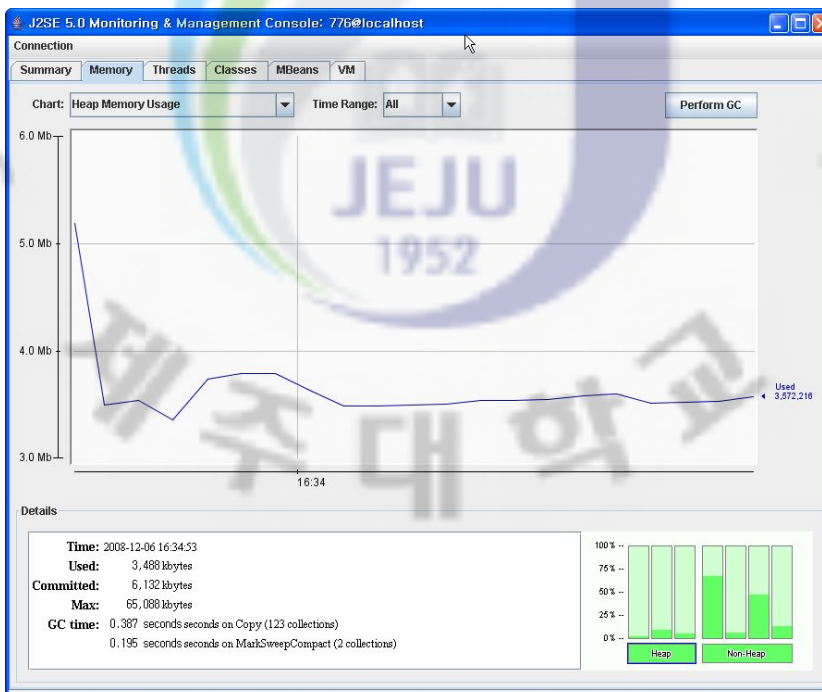 J2SE 5.0 Monitoring & Management Console: 776@localhost
Connection
Summary Memory Threads Classes MBeans VM
Chart: Heap Memory Usage Time Range: All Perform GC
6.0 Mb
JEJU
5.0 Mb
1952
4.0 Mb
Used
3,572,216
제주대학교
3.0 Mb
16:34
Details
Time: 2008-12-06 16:34:53
Used: 3,488 kbytes
Committed: 6,132 kbytes
Max: 65,088 kbytes
GC time: 0.387 seconds seconds on Copy (123 collections)
0.195 seconds seconds on MarkSweepCompact (2 collections)
100% --
75% --
50% --
25% --
0% --
Heap Non-Heap